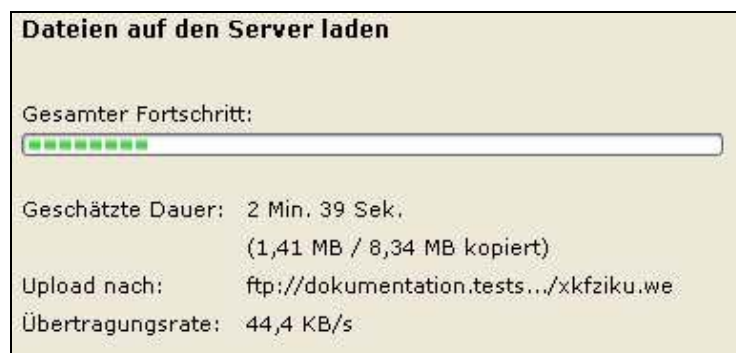 Dateien auf den Server laden
Gesamter Fortschritt:
Geschätzte Dauer: 2 Min. 39 Sek.
(1,41 MB / 8,34 MB kopiert)
Upload nach: ftp://dokumentation.tests.../xkfziku.we
Übertragungsrate: 44,4 KB/s